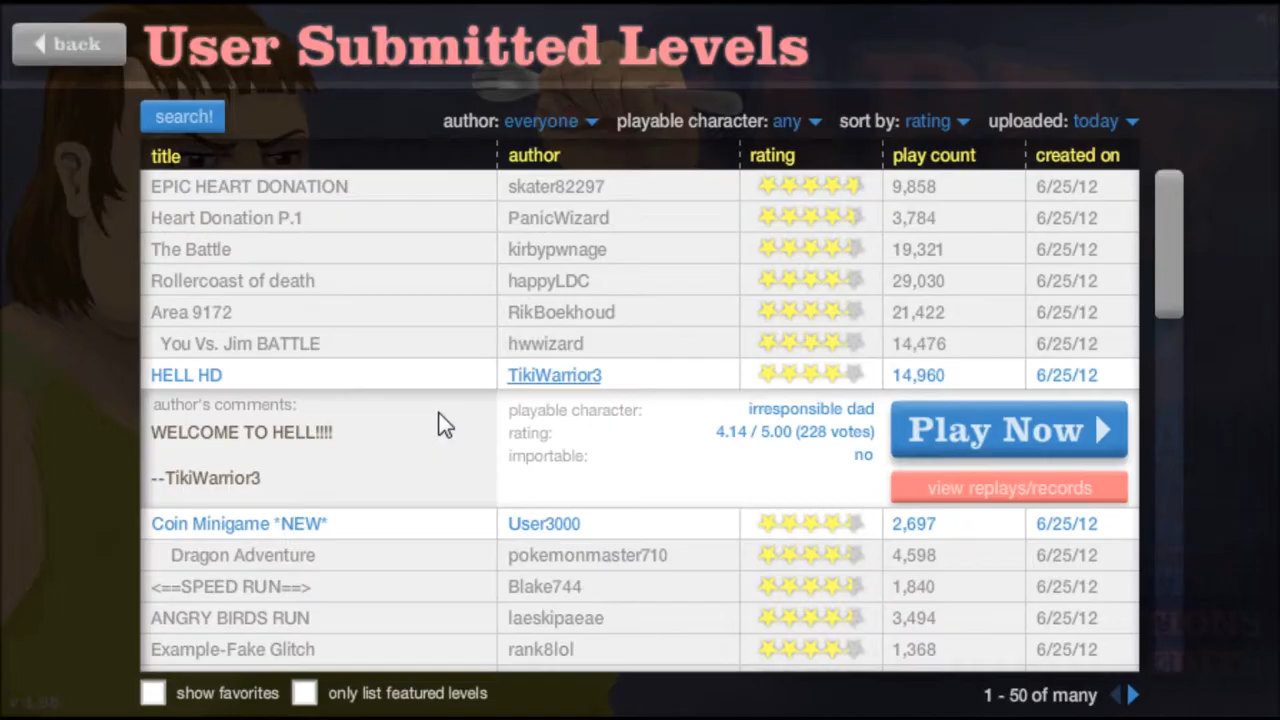 back
User Submitted Levels
search!
author: everyone playable character: any sort by: rating uploaded: today
title author rating play count created on
EPIC HEART DONATION skater82297 9,858 6/25/12
Heart Donation P.1 PanicWizard 3,784 6/25/12
The Battle kirbypwnage 19,321 6/25/12
Rollercoast of death happyLDC 29,030 6/25/12
Area 9172 RikBoekhoud 21,422 6/25/12
You Vs. Jim BATTLE hwwizard 14,476 6/25/12
HELL HD TikiWarrior3 14,960 6/25/12
author's comments:
WELCOME TO HELL!!!!
--TikiWarrior3
playable character: irresponsible dad
rating: 4.14 / 5.00 (228 votes)
importable: no
Play Now
view replays/records
Coin Minigame *NEW* User3000 2,697 6/25/12
Dragon Adventure pokemonmaster710 4,598 6/25/12
<==SPEED RUN==> Blake744 1,840 6/25/12
ANGRY BIRDS RUN laeskipaeae 3,494 6/25/12
Example-Fake Glitch rank8lol 1,368 6/25/12
show favorites only list featured levels 1 - 50 of many